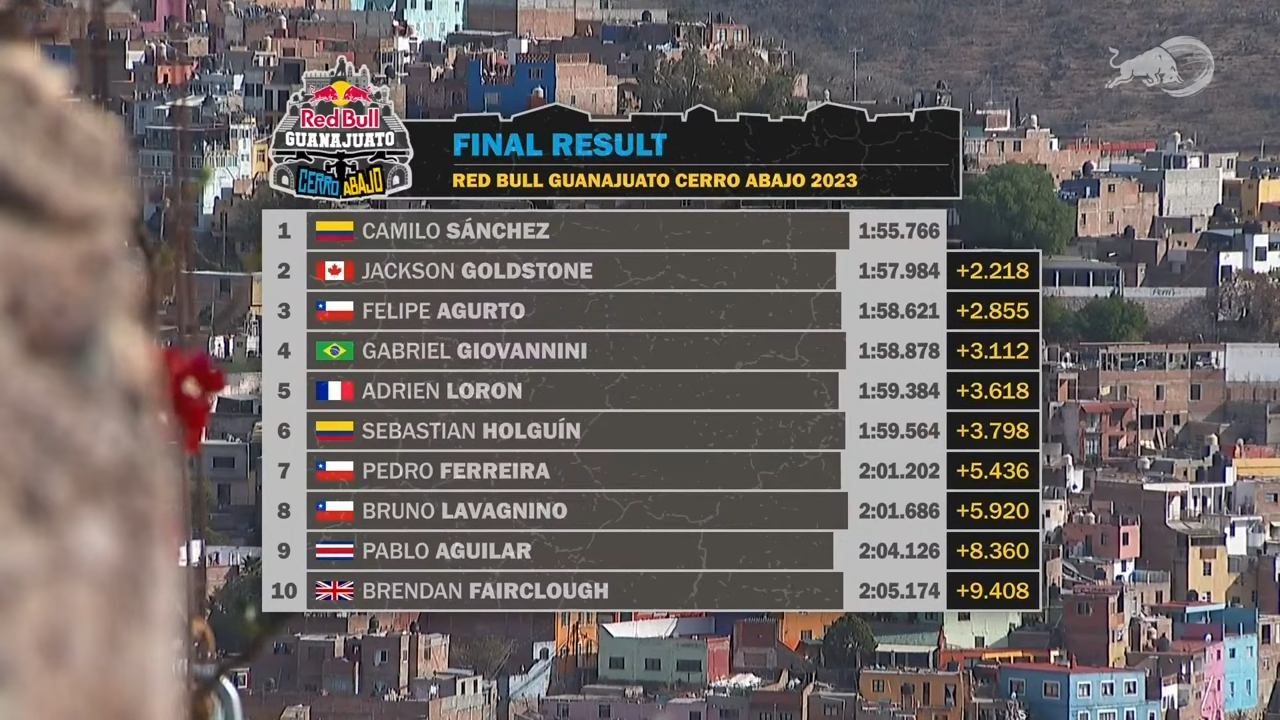 Red Bull
GUANAJUATO
CERRO ABAJO
FINAL RESULT
RED BULL GUANAJUATO CERRO ABAJO 2023
1 CAMILO SÁNCHEZ 1:55.766
2 JACKSON GOLDSTONE 1:57.984 +2.218
3 FELIPE AGURTO 1:58.621 +2.855
4 GABRIEL GIOVANNINI 1:58.878 +3.112
5 ADRIEN LORON 1:59.384 +3.618
6 SEBASTIAN HOLGUÍN 1:59.564 +3.798
7 PEDRO FERREIRA 2:01.202 +5.436
8 BRUNO LAVAGNINO 2:01.686 +5.920
9 PABLO AGUILAR 2:04.126 +8.360
10 BRENDAN FAIRCLOUGH 2:05.174 +9.408